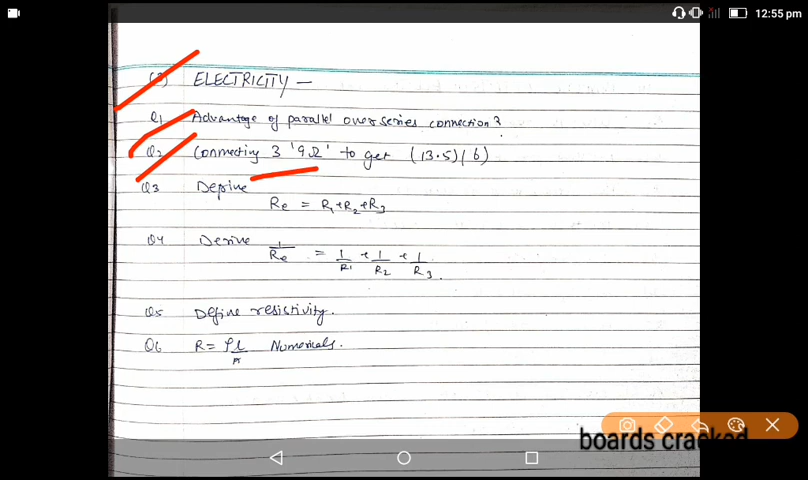 12:55 pm
ELECTRICITY —
Q1 Advantage of parallel over series connection?
Q2 Connecting 3 '9Ω' to get (13.5)/6)
Q3 Derive
Re = R1+R2+R3
Q4 Derive 1/Re = 1/R1 + 1/R2 + 1/R3.
Q5 Define resistivity.
Q6 R = ρl/A Numericals.
boards cracked